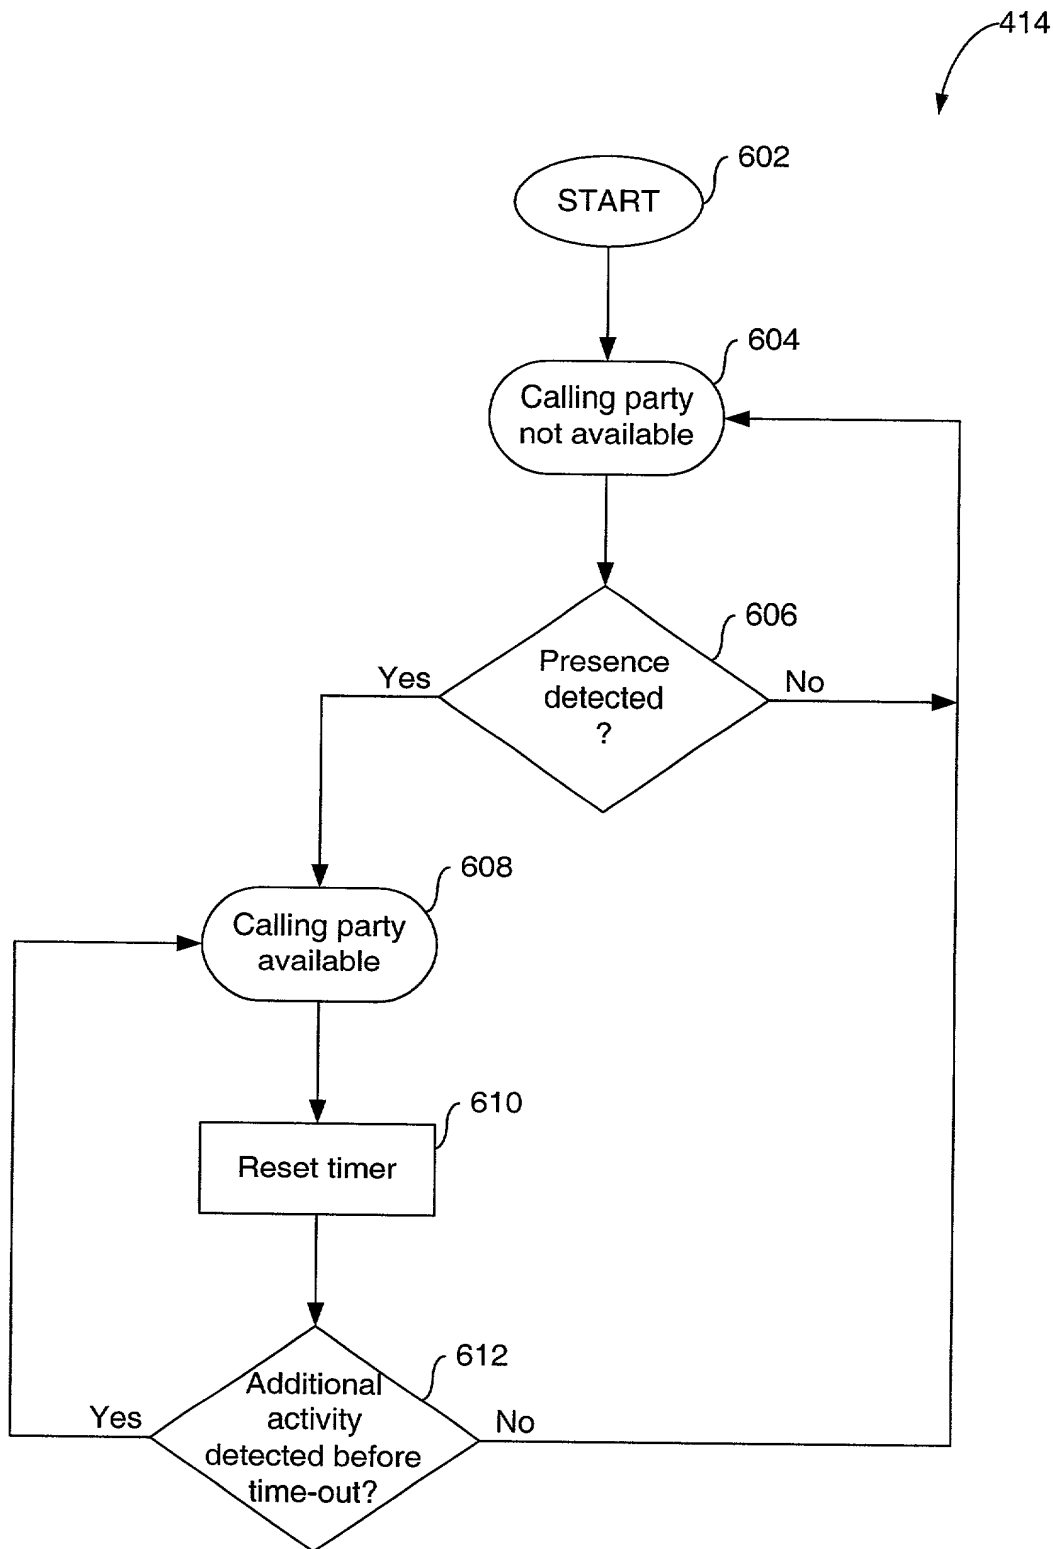 414
602
START
604
Calling party
not available
606
Presence
detected
?
Yes
No
608
Calling party
available
610
Reset timer
612
Additional
activity
detected before
time-out?
Yes
No